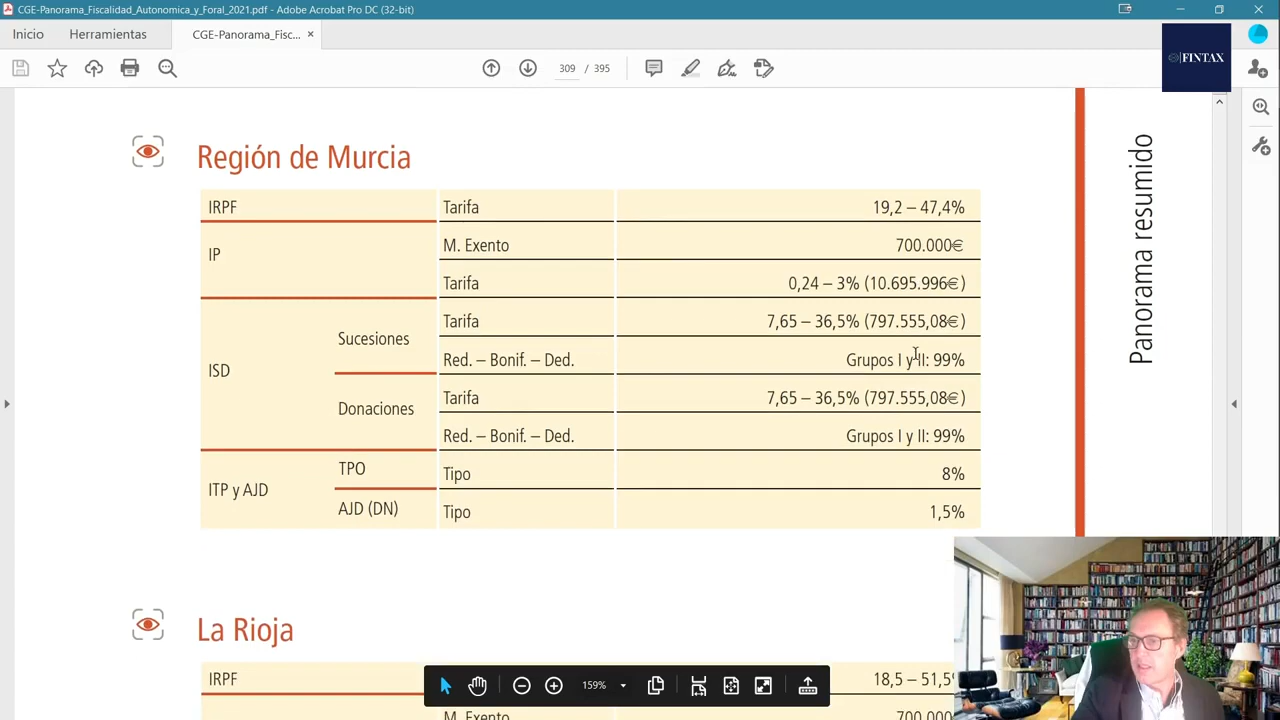 CGE-Panorama_Fiscalidad_Autonomica_y_Foral_2021.pdf - Adobe Acrobat Pro DC (32-bit)
Inicio Herramientas CGE-Panorama_Fisc... ×
309 / 395
FINTAX
Región de Murcia
IRPF Tarifa 19,2 – 47,4%
IP M. Exento 700.000€
Tarifa 0,24 – 3% (10.695.996€)
ISD Sucesiones Tarifa 7,65 – 36,5% (797.555,08€)
Red. – Bonif. – Ded. Grupos I y II: 99%
Donaciones Tarifa 7,65 – 36,5% (797.555,08€)
Red. – Bonif. – Ded. Grupos I y II: 99%
ITP y AJD TPO Tipo 8%
AJD (DN) Tipo 1,5%
Panorama resumido
La Rioja
IRPF 18,5 – 51,5%
M. Exento 700.000
159%